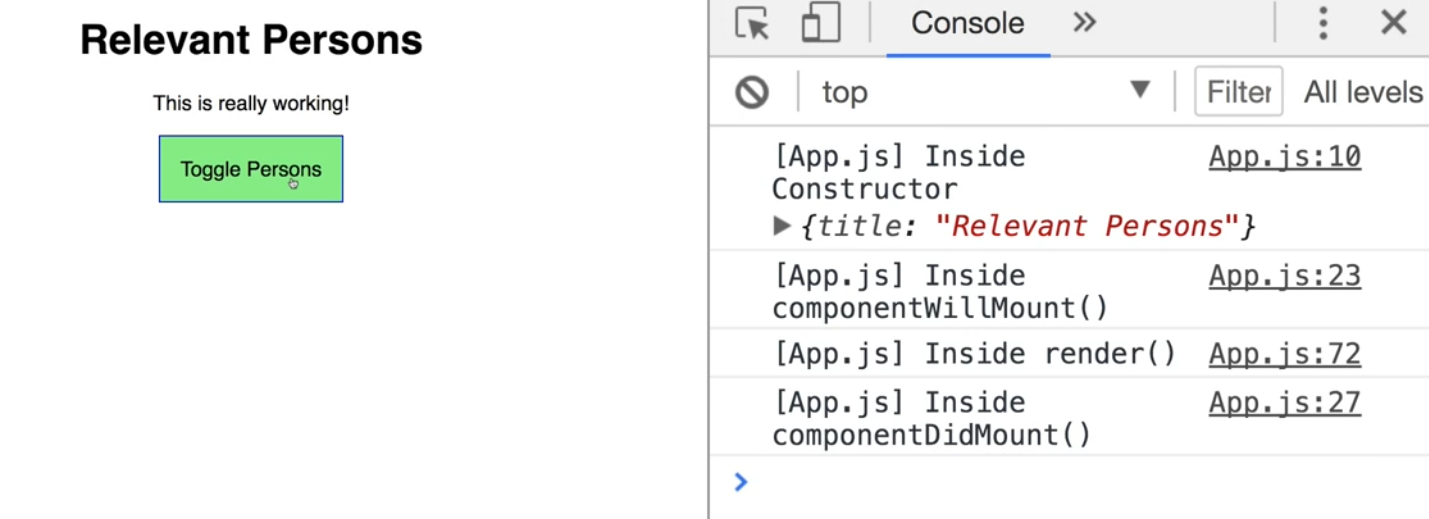 Relevant Persons
This is really working!
Toggle Persons
Console
top
Filter
All levels
[App.js] Inside App.js:10
Constructor
{title: "Relevant Persons"}
[App.js] Inside App.js:23
componentWillMount()
[App.js] Inside render() App.js:72
[App.js] Inside App.js:27
componentDidMount()